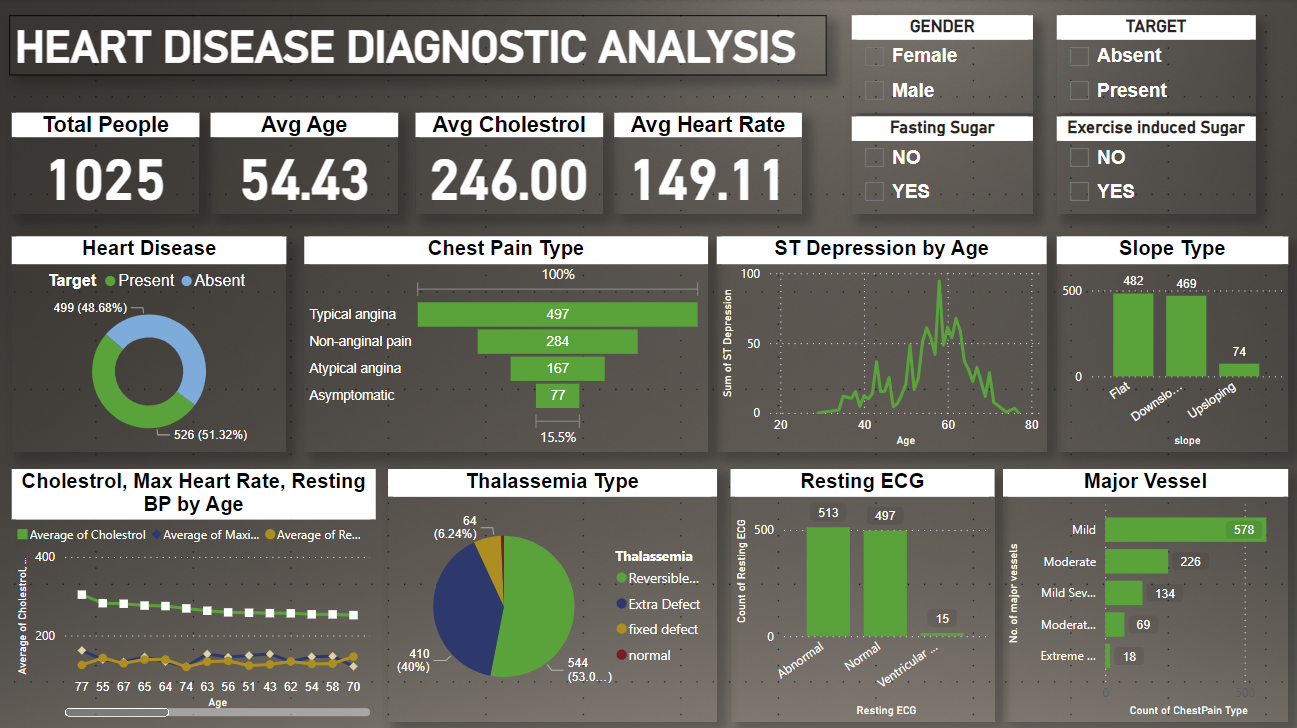 HEART DISEASE DIAGNOSTIC ANALYSIS
GENDER
Female
Male
TARGET
Absent
Present
Fasting Sugar
NO
YES
Exercise induced Sugar
NO
YES
Total People
1025
Avg Age
54.43
Avg Cholestrol
246.00
Avg Heart Rate
149.11
Heart Disease
Target Present Absent
499 (48.68%)
526 (51.32%)
Chest Pain Type
100%
Typical angina 497
Non-anginal pain 284
Atypical angina 167
Asymptomatic 77
15.5%
ST Depression by Age
Sum of ST Depression
100
50
0
20 40 60 80
Age
Slope Type
500
0
482 469 74
Flat Downslo... Upsloping
slope
Cholestrol, Max Heart Rate, Resting
BP by Age
Average of Cholestrol Average of Maxi... Average of Re...
Average of Cholestrol, ...
400
200
77 55 67 65 64 74 63 56 51 43 62 54 58 70
Age
Thalassemia Type
64
(6.24%)
410
(40%)
544
(53.0...)
Thalassemia
Reversible...
Extra Defect
fixed defect
normal
Resting ECG
Count of Resting ECG
500
0
513 497 15
Abnormal Normal Ventricular ...
Resting ECG
Major Vessel
No. of major vessels
Mild 578
Moderate 226
Mild Sev... 134
Moderat... 69
Extreme ... 18
0 500
Count of ChestPain Type